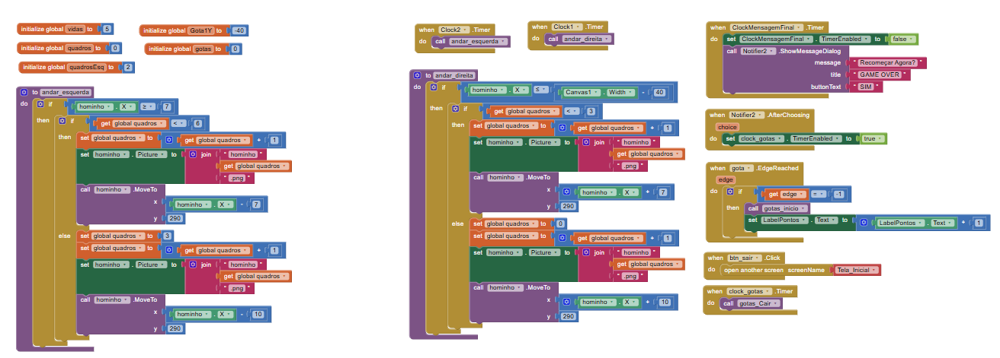 initialize global vidas to 5
initialize global Gota1Y to -40
initialize global quadros to 0
initialize global gotas to 0
initialize global quadrosEsq to 2
to andar_esquerda
do if hominho . X ≥ 7
then if get global quadros < 6
then set global quadros to get global quadros + 1
set hominho . Picture to join " hominho "
get global quadros
" .png "
call hominho .MoveTo
x hominho . X - 7
y 290
else set global quadros to 3
set global quadros to get global quadros + 1
set hominho . Picture to join " hominho "
get global quadros
" .png "
call hominho .MoveTo
x hominho . X - 10
y 290
when Clock2 .Timer
do call andar_esquerda
when Clock1 .Timer
do call andar_direita
to andar_direita
do if hominho . X ≤ Canvas1 . Width - 40
then if get global quadros < 3
then set global quadros to get global quadros + 1
set hominho . Picture to join " hominho "
get global quadros
" .png "
call hominho .MoveTo
x hominho . X + 7
y 290
else set global quadros to 0
set global quadros to get global quadros + 1
set hominho . Picture to join " hominho "
get global quadros
" .png "
call hominho .MoveTo
x hominho . X + 10
y 290
when ClockMensagemFinal .Timer
do set ClockMensagemFinal . TimerEnabled to false
call Notifier2 .ShowMessageDialog
message " Recomeçar Agora? "
title " GAME OVER "
buttonText " SIM "
when Notifier2 .AfterChoosing
choice
do set clock_gotas . TimerEnabled to true
when gota .EdgeReached
edge
do if get edge = -1
then call gotas_inicio
set LabelPontos . Text to LabelPontos . Text + 1
when btn_sair .Click
do open another screen screenName Tela_Inicial
when clock_gotas .Timer
do call gotas_Cair